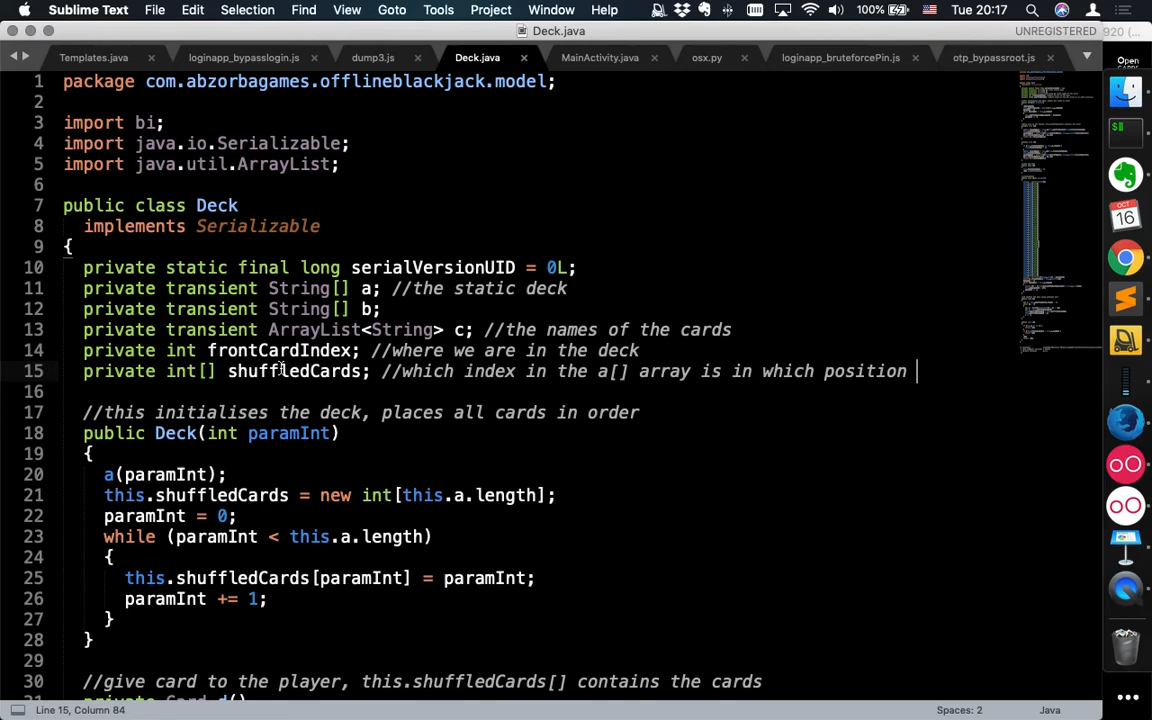 Sublime Text File Edit Selection Find View Goto Tools Project Window Help 100% Tue 20:17
Deck.java UNREGISTERED
Templates.java loginapp_bypasslogin.js dump3.js Deck.java MainActivity.java osx.py loginapp_bruteforcePin.js otp_bypassroot.js
1 package com.abzorbagames.offlineblackjack.model;
2
3 import bi;
4 import java.io.Serializable;
5 import java.util.ArrayList;
6
7 public class Deck
8 implements Serializable
9 {
10 private static final long serialVersionUID = 0L;
11 private transient String[] a; //the static deck
12 private transient String[] b;
13 private transient ArrayList<String> c; //the names of the cards
14 private int frontCardIndex; //where we are in the deck
15 private int[] shuffledCards; //which index in the a[] array is in which position
16
17 //this initialises the deck, places all cards in order
18 public Deck(int paramInt)
19 {
20 a(paramInt);
21 this.shuffledCards = new int[this.a.length];
22 paramInt = 0;
23 while (paramInt < this.a.length)
24 {
25 this.shuffledCards[paramInt] = paramInt;
26 paramInt += 1;
27 }
28 }
29
30 //give card to the player, this.shuffledCards[] contains the cards
Line 15, Column 84 Spaces: 2 Java
920 (...
Open
OCT
16